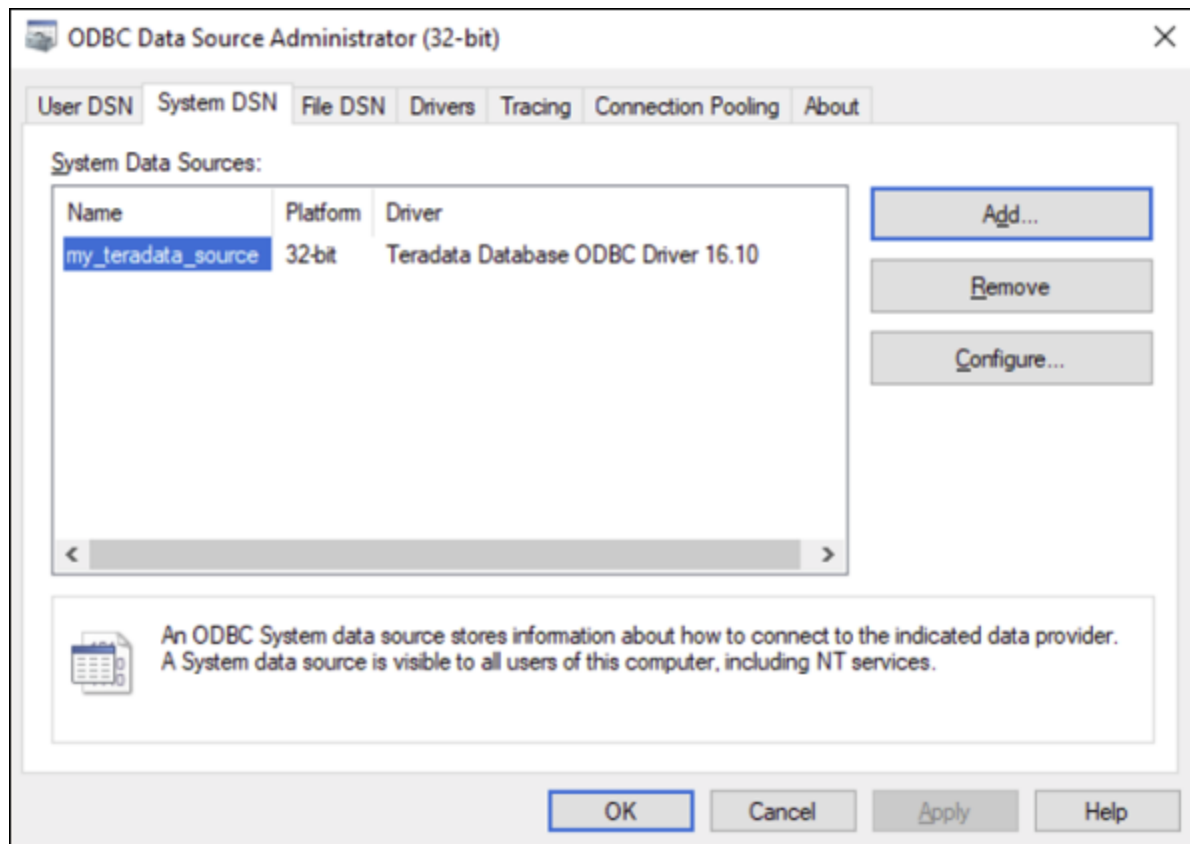 ODBC Data Source Administrator (32-bit)
User DSN System DSN File DSN Drivers Tracing Connection Pooling About
System Data Sources:
Name Platform Driver
my_teradata_source 32-bit Teradata Database ODBC Driver 16.10
Add...
Remove
Configure...
An ODBC System data source stores information about how to connect to the indicated data provider.
A System data source is visible to all users of this computer, including NT services.
OK Cancel Apply Help